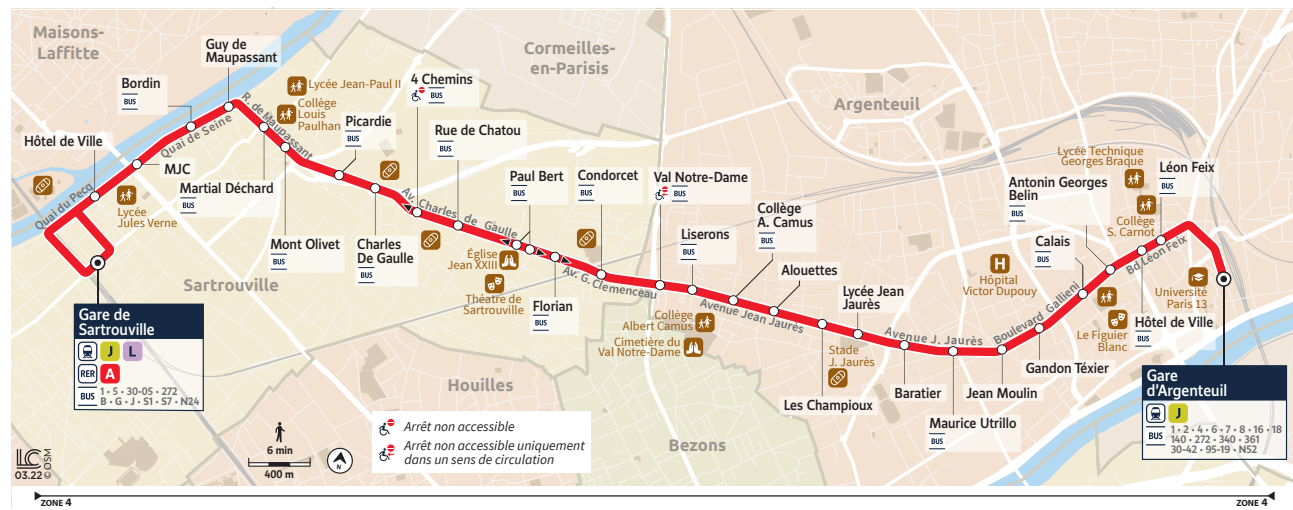 Maisons-
Laffitte
Cormeilles-
en-Parisis
Argenteuil
Sartrouville
Houilles
Bezons
Gare de
Sartrouville
J L
RER A
BUS
1 • 5 • 30-05 • 272
B • G • J • S1 • S7 • N24
Hôtel de Ville
MJC
Bordin
BUS
Guy de
Maupassant
Martial Déchard
BUS
Mont Olivet
BUS
Picardie
BUS
Charles
De Gaulle
BUS
4 Chemins
BUS
Rue de Chatou
BUS
Paul Bert
BUS
Florian
BUS
Condorcet
BUS
Val Notre-Dame
BUS
Liserons
BUS
Collège
A. Camus
BUS
Alouettes
Les Champioux
Lycée Jean
Jaurès
Baratier
Maurice Utrillo
BUS
Jean Moulin
Gandon Téxier
Calais
BUS
Antonin Georges
Belin
BUS
Hôtel de Ville
BUS
Léon Feix
BUS
Gare
d'Argenteuil
J
BUS
1 • 2 • 4 • 6 • 7 • 8 • 16 • 18
140 • 272 • 340 • 361
30-42 • 95-19 • N52
Quai du Pecq
Quai de Seine
R. de Maupassant
Av. Charles de Gaulle
Av. G. Clemenceau
Avenue Jean Jaurès
Avenue J. Jaurès
Boulevard Gallieni
Bd Léon Feix
Lycée
Jules Verne
Lycée Jean-Paul II
Collège
Louis
Paulhan
Église
Jean XXIII
Théatre de
Sartrouville
Collège
Albert Camus
Cimetière du
Val Notre-Dame
Stade
J. Jaurès
H
Hôpital
Victor Dupouy
Lycée Technique
Georges Braque
Collège
S. Carnot
Le Figuier
Blanc
Université
Paris 13
Arrêt non accessible
Arrêt non accessible uniquement
dans un sens de circulation
6 min
400 m
N
LC
03.22 © OSM
ZONE 4
ZONE 4